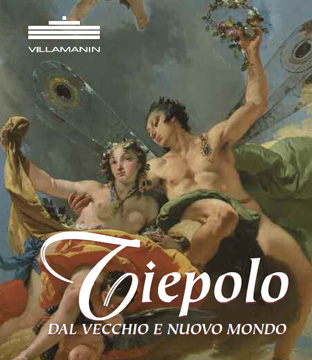 VILLAMANIN
Tiepolo
DAL VECCHIO E NUOVO MONDO